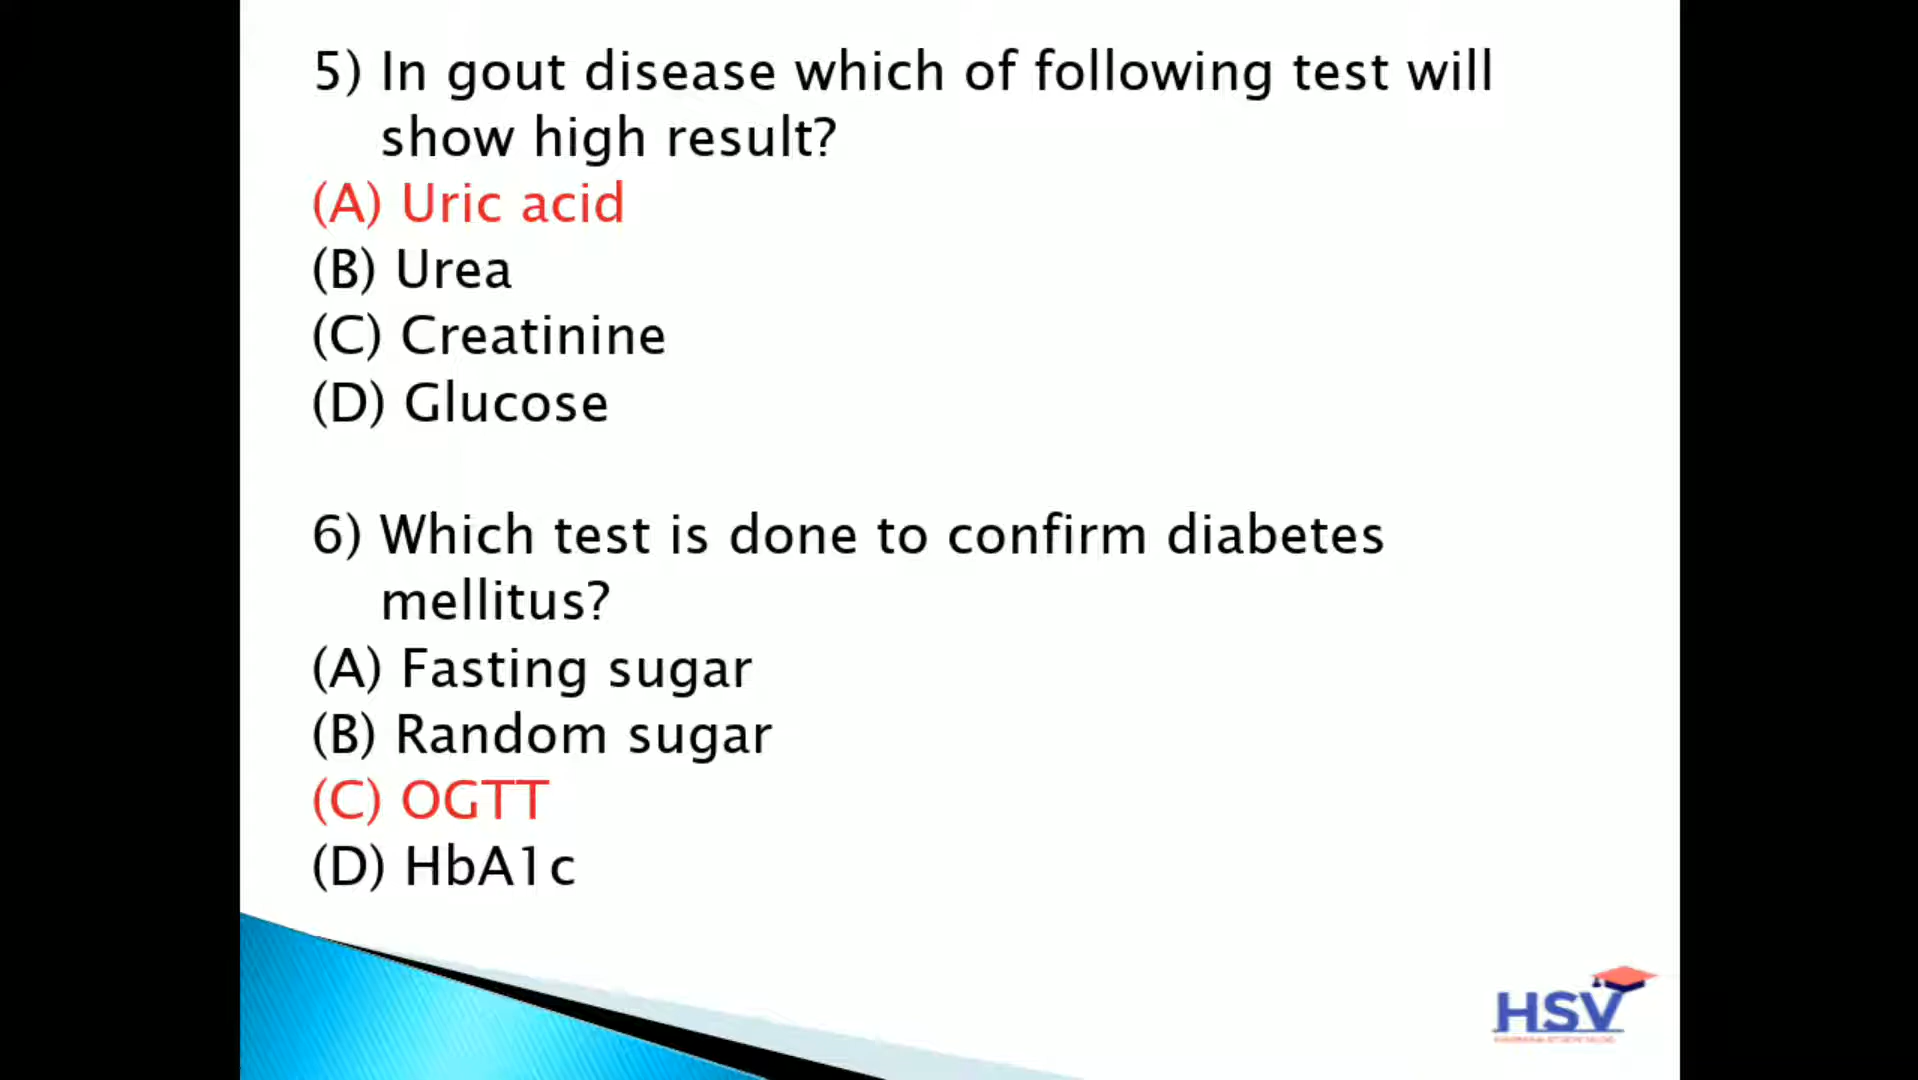 5) In gout disease which of following test will
show high result?
(A) Uric acid
(B) Urea
(C) Creatinine
(D) Glucose
6) Which test is done to confirm diabetes
mellitus?
(A) Fasting sugar
(B) Random sugar
(C) OGTT
(D) HbA1c
HSV